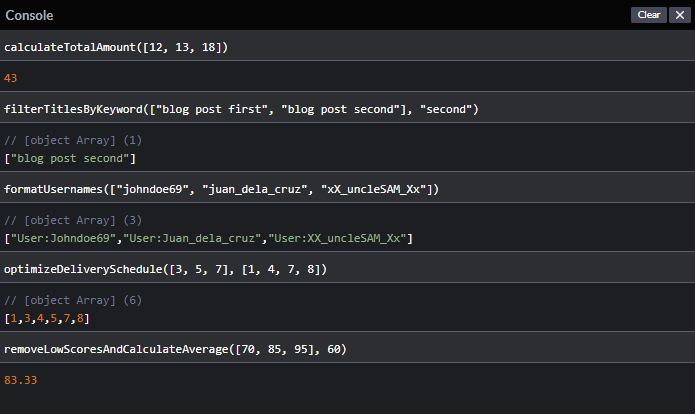 Console
Clear
calculateTotalAmount([12, 13, 18])
43
filterTitlesByKeyword(["blog post first", "blog post second"], "second")
// [object Array] (1)
["blog post second"]
formatUsernames(["johndoe69", "juan_dela_cruz", "xX_uncleSAM_Xx"])
// [object Array] (3)
["User:Johndoe69","User:Juan_dela_cruz","User:XX_uncleSAM_Xx"]
optimizeDeliverySchedule([3, 5, 7], [1, 4, 7, 8])
// [object Array] (6)
[1,3,4,5,7,8]
removeLowScoresAndCalculateAverage([70, 85, 95], 60)
83.33